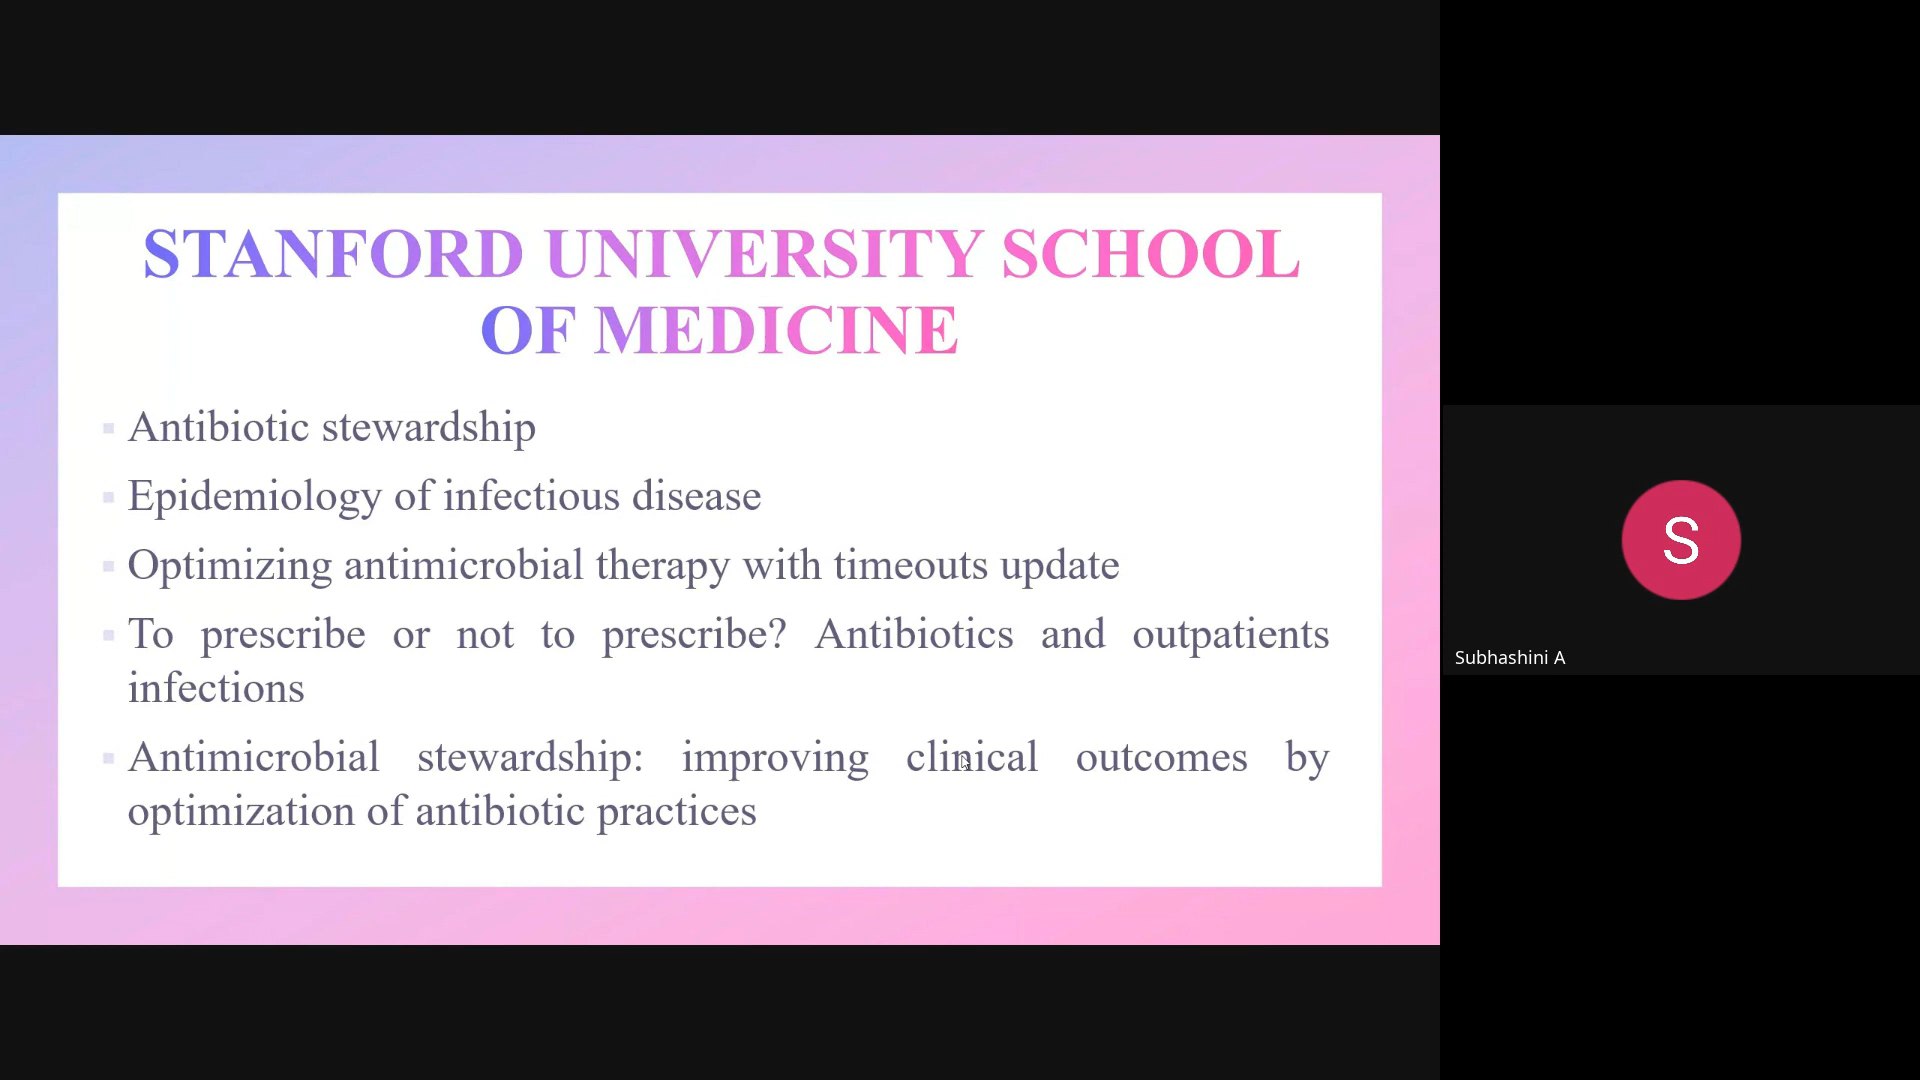 STANFORD UNIVERSITY SCHOOL
OF MEDICINE
Antibiotic stewardship
Epidemiology of infectious disease
Optimizing antimicrobial therapy with timeouts update
To prescribe or not to prescribe? Antibiotics and outpatients
infections
Antimicrobial stewardship: improving clinical outcomes by
optimization of antibiotic practices
S
Subhashini A